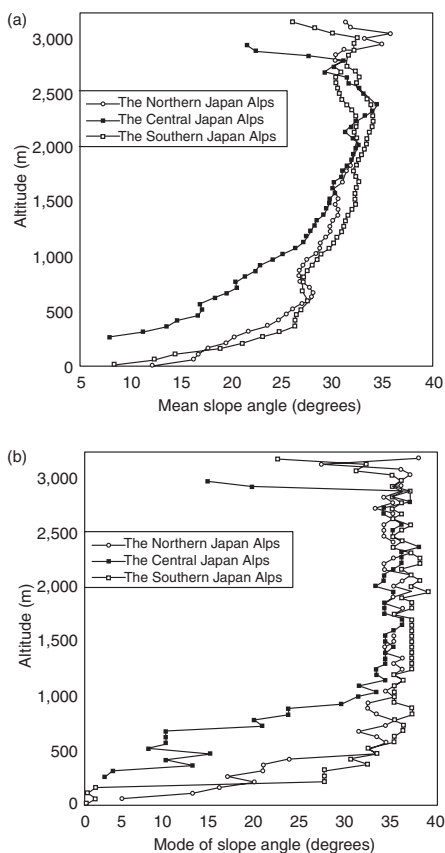 (a)
3,000
2,500
2,000
1,500
1,000
500
0
Altitude (m)
The Northern Japan Alps
The Central Japan Alps
The Southern Japan Alps
5 10 15 20 25 30 35 40
Mean slope angle (degrees)
(b)
3,000
2,500
2,000
1,500
1,000
500
0
Altitude (m)
The Northern Japan Alps
The Central Japan Alps
The Southern Japan Alps
0 5 10 15 20 25 30 35 40
Mode of slope angle (degrees)